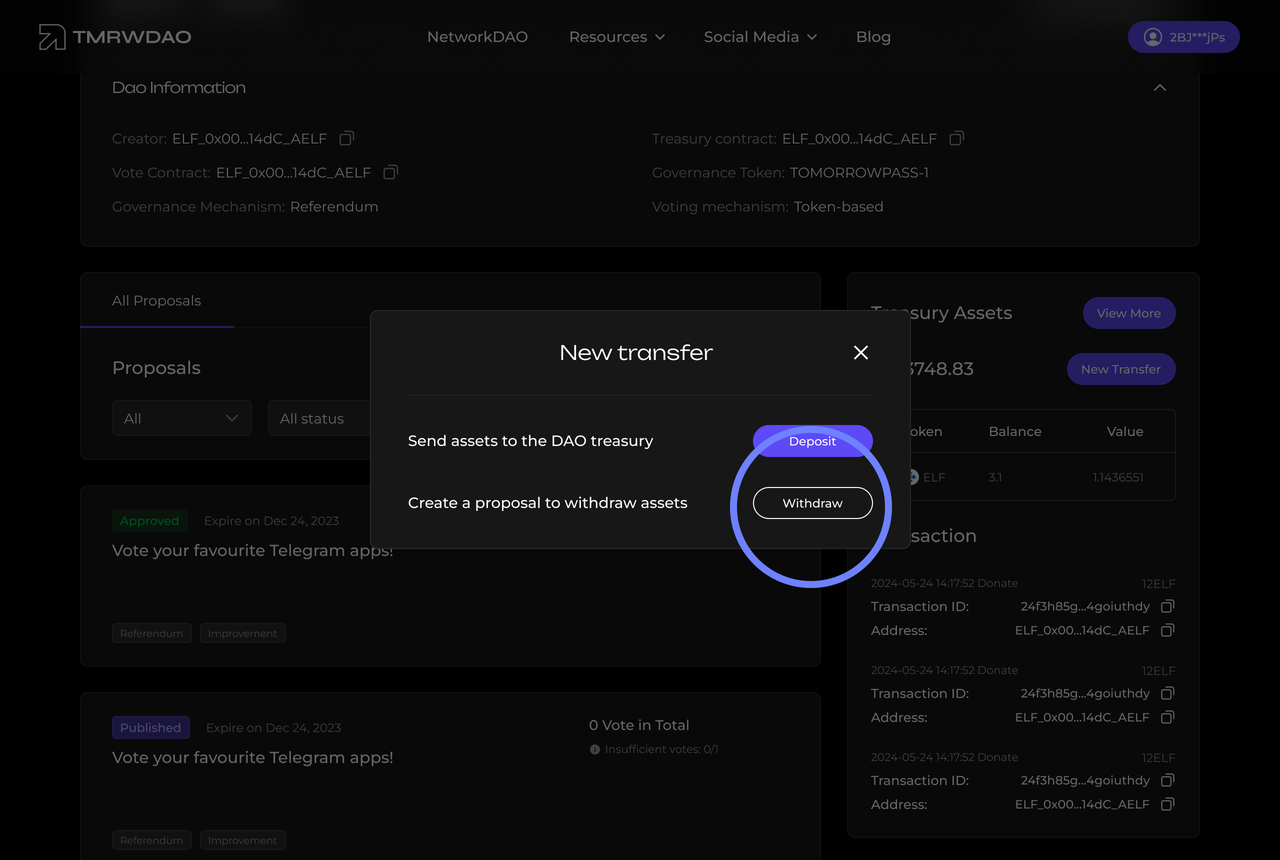 TMRWDAO
NetworkDAO Resources Social Media Blog
2BJ***jPs
Dao Information
Creator: ELF_0x00...14dC_AELF
Treasury contract: ELF_0x00...14dC_AELF
Vote Contract: ELF_0x00...14dC_AELF
Governance Token: TOMORROWPASS-1
Governance Mechanism: Referendum
Voting mechanism: Token-based
All Proposals
Proposals
All
All status
New transfer
Send assets to the DAO treasury
Deposit
Create a proposal to withdraw assets
Withdraw
Approved Expire on Dec 24, 2023
Vote your favourite Telegram apps!
Referendum Improvement
Published Expire on Dec 24, 2023
Vote your favourite Telegram apps!
0 Vote in Total
Insufficient votes: 0/1
Referendum Improvement
Assets
View More
3748.83
New Transfer
Balance Value
ELF 3.1 1.1436551
2024-05-24 14:17:52 Donate 12ELF
Transaction ID: 24f3h85g...4goiuthdy
Address: ELF_0x00...14dC_AELF
2024-05-24 14:17:52 Donate 12ELF
Transaction ID: 24f3h85g...4goiuthdy
Address: ELF_0x00...14dC_AELF
2024-05-24 14:17:52 Donate 12ELF
Transaction ID: 24f3h85g...4goiuthdy
Address: ELF_0x00...14dC_AELF